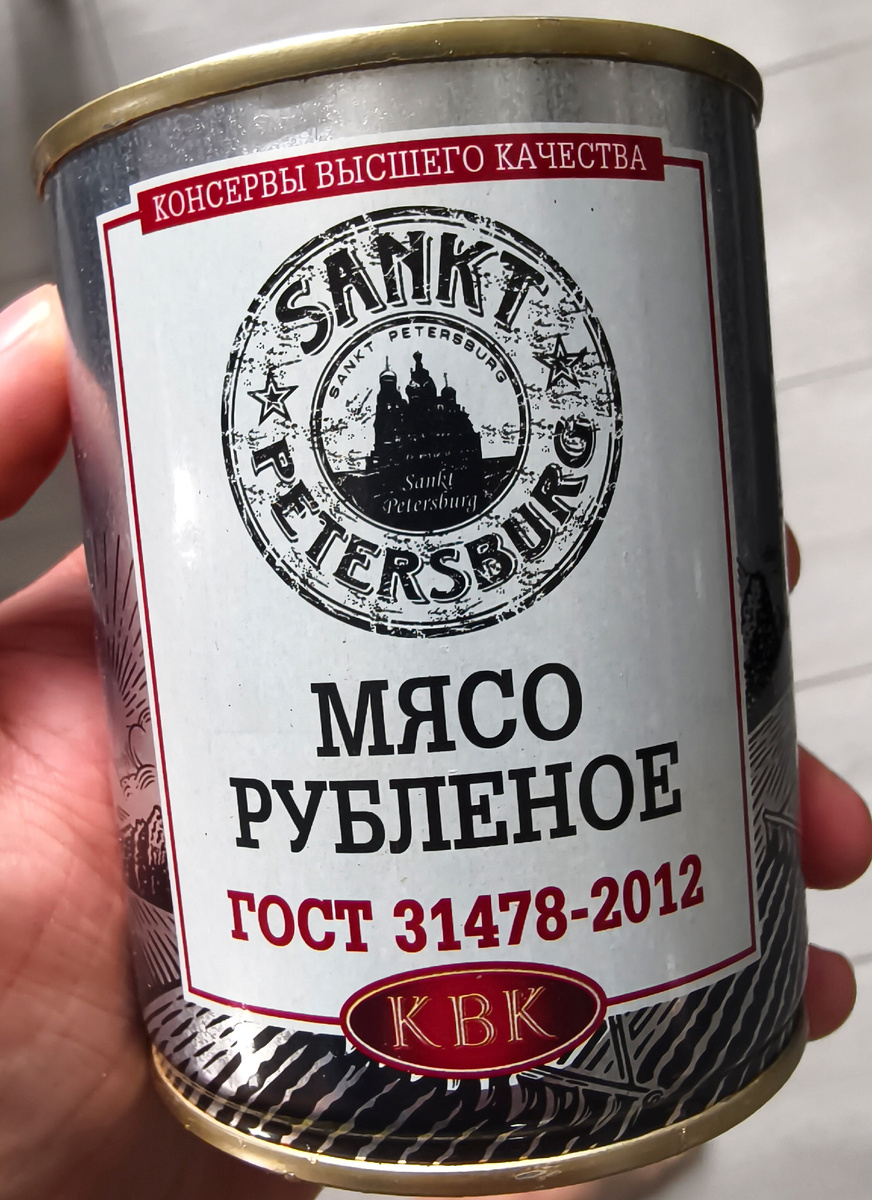 КОНСЕРВЫ ВЫСШЕГО КАЧЕСТВА
SANKT
SANKT PETERSBURG
Sankt
Petersburg
PETERSBURG
МЯСО
РУБЛЕНОЕ
ГОСТ 31478-2012
КВК